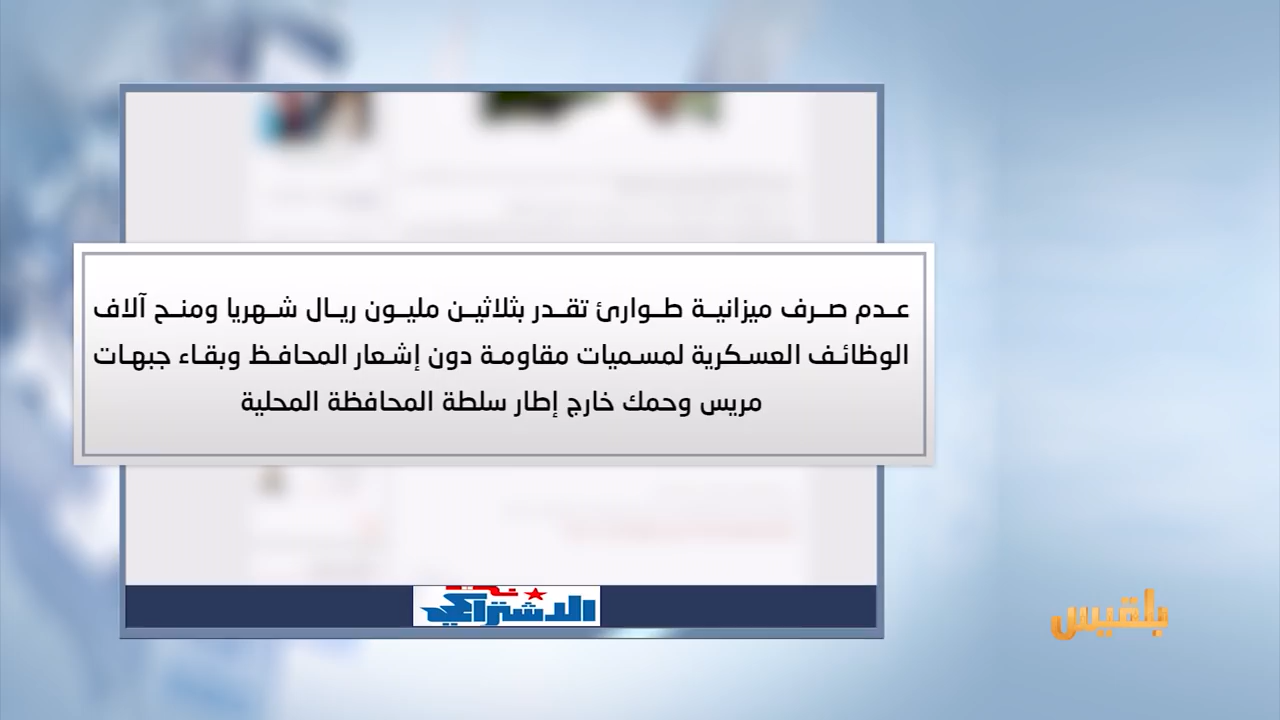 عدم صرف ميزانية طوارئ تقدر بثلاثين مليون ريال شهريا ومنح آلاف
الوظائف العسكرية لمسميات مقاومة دون إشعار المحافظ وبقاء جبهات
مريس وحمك خارج إطار سلطة المحافظة المحلية
الاشتراكي
بلقيس